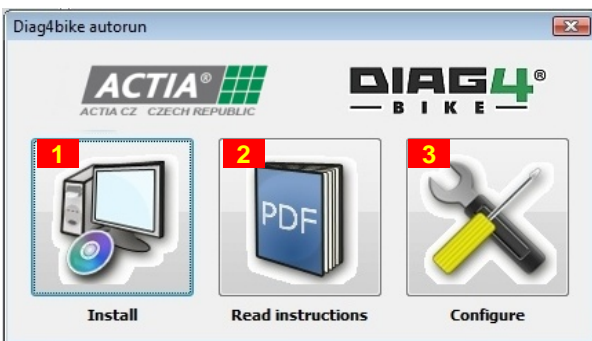 Diag4bike autorun
ACTIA®
ACTIA CZ CZECH REPUBLIC
DIAG4®
BIKE
1
2
3
PDF
Install
Read instructions
Configure